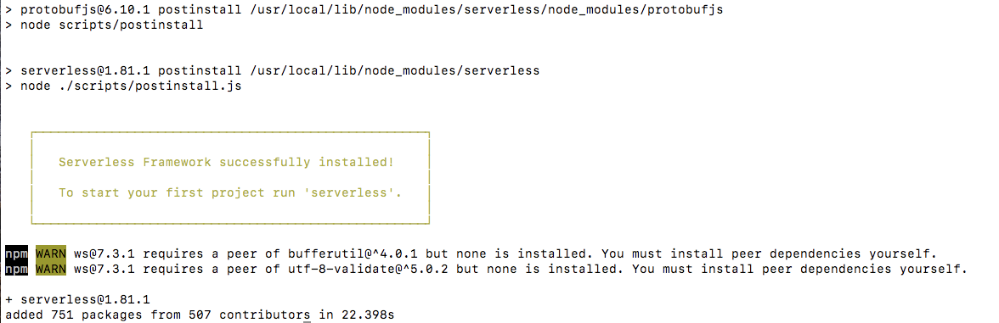 > protobufjs@6.10.1 postinstall /usr/local/lib/node_modules/serverless/node_modules/protobufjs
> node scripts/postinstall
> serverless@1.81.1 postinstall /usr/local/lib/node_modules/serverless
> node ./scripts/postinstall.js
Serverless Framework successfully installed!
To start your first project run 'serverless'.
npm WARN ws@7.3.1 requires a peer of bufferutil@^4.0.1 but none is installed. You must install peer dependencies yourself.
npm WARN ws@7.3.1 requires a peer of utf-8-validate@^5.0.2 but none is installed. You must install peer dependencies yourself.
+ serverless@1.81.1
added 751 packages from 507 contributors in 22.398s